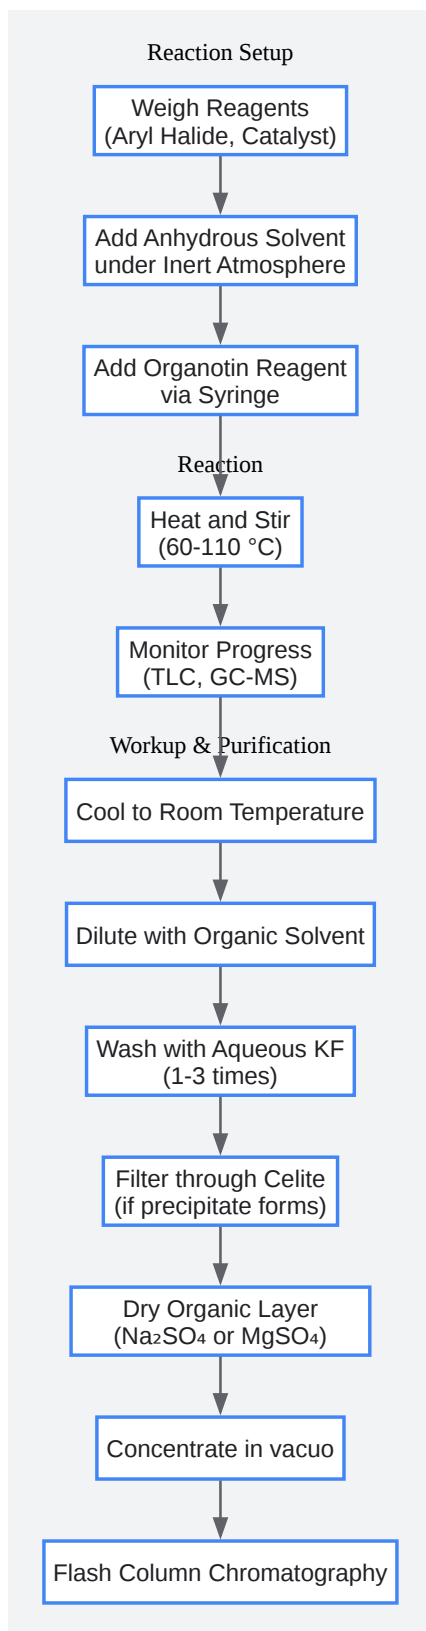 Reaction Setup
Weigh Reagents
(Aryl Halide, Catalyst)
Add Anhydrous Solvent
under Inert Atmosphere
Add Organotin Reagent
via Syringe
Reaction
Heat and Stir
(60-110 °C)
Monitor Progress
(TLC, GC-MS)
Workup & Purification
Cool to Room Temperature
Dilute with Organic Solvent
Wash with Aqueous KF
(1-3 times)
Filter through Celite
(if precipitate forms)
Dry Organic Layer
(Na₂SO₄ or MgSO₄)
Concentrate in vacuo
Flash Column Chromatography